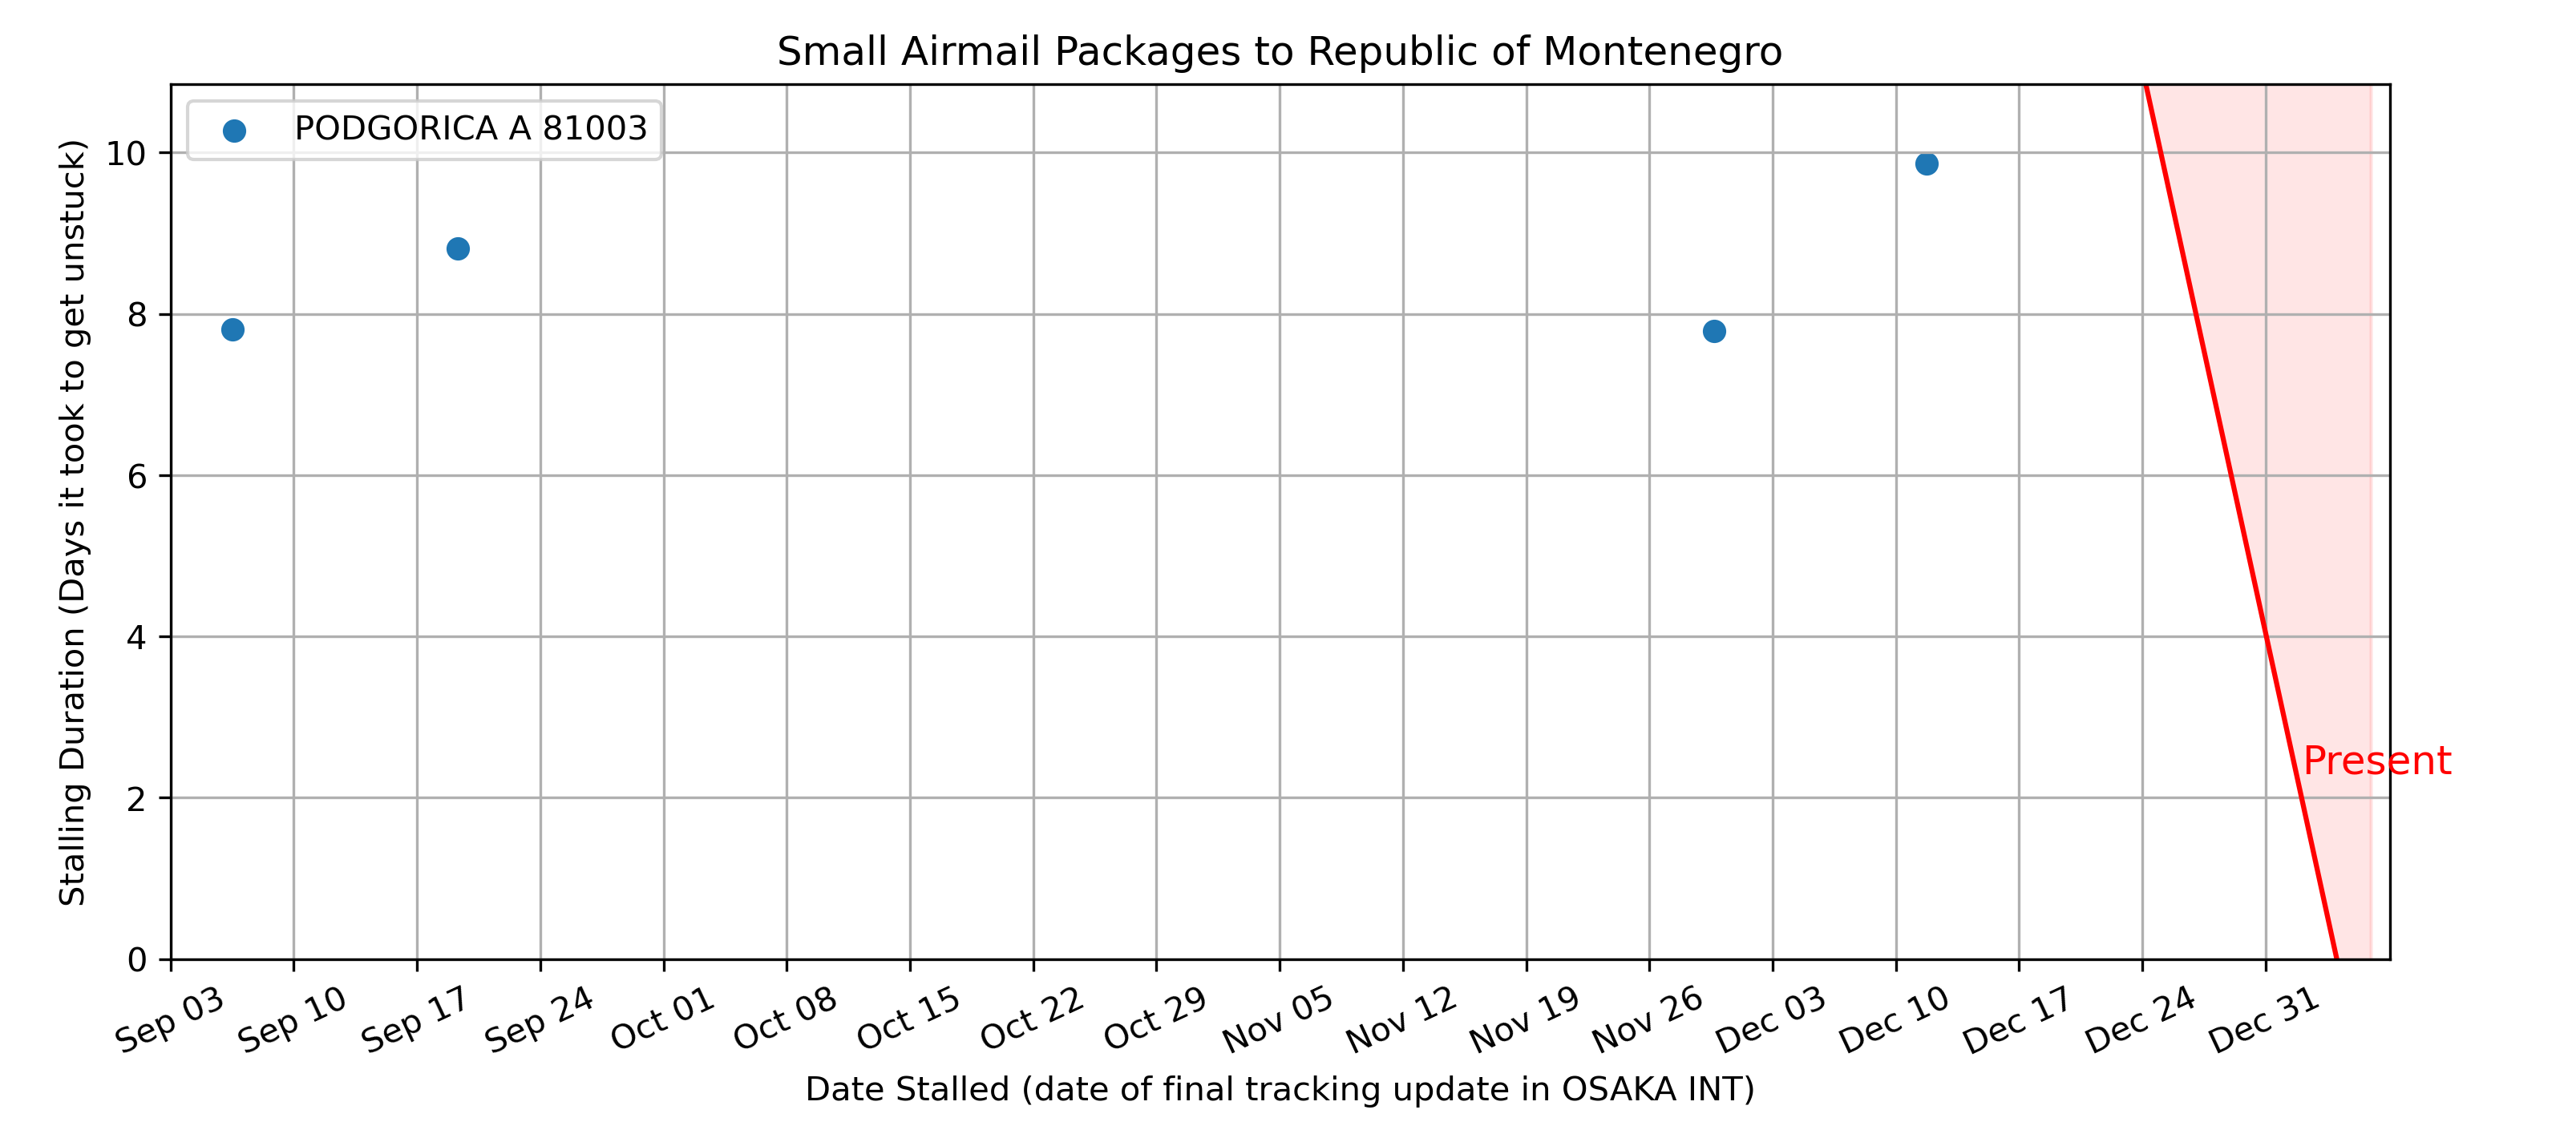 Small Airmail Packages to Republic of Montenegro
PODGORICA A 81003
Stalling Duration (Days it took to get unstuck)
10
8
6
4
2
0
Present
Sep 03 Sep 10 Sep 17 Sep 24 Oct 01 Oct 08 Oct 15 Oct 22 Oct 29 Nov 05 Nov 12 Nov 19 Nov 26 Dec 03 Dec 10 Dec 17 Dec 24 Dec 31
Date Stalled (date of final tracking update in OSAKA INT)